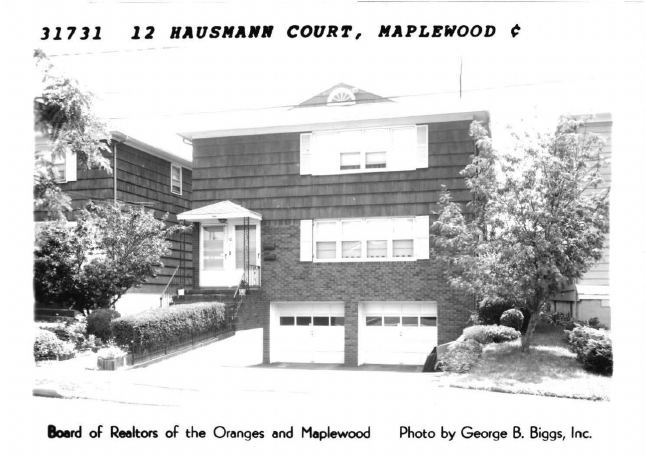 31731 12 HAUSMANN COURT, MAPLEWOOD ¢
Board of Realtors of the Oranges and Maplewood Photo by George B. Biggs, Inc.